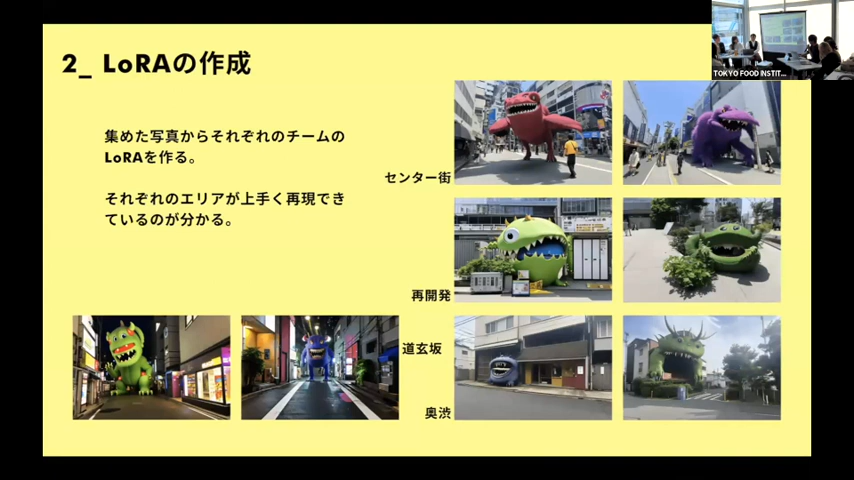 2_ LoRAの作成
集めた写真からそれぞれのチームの
LoRAを作る。
それぞれのエリアが上手く再現でき
ているのが分かる。
センター街
再開発
道玄坂
奥渋
TOKYO FOOD INSTIT...